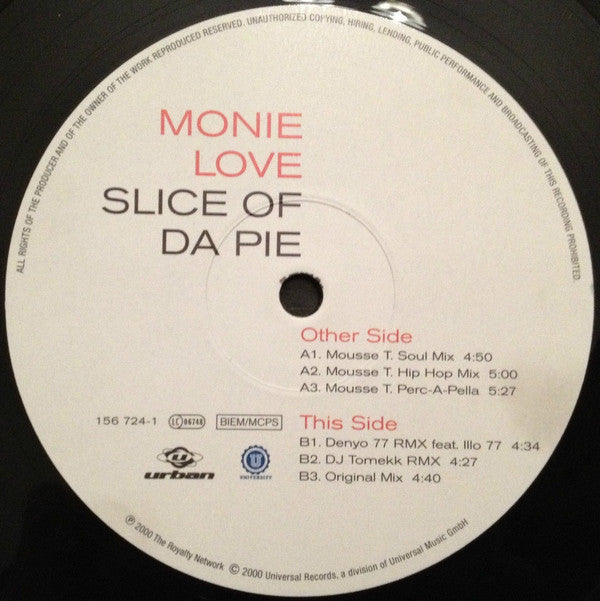 ALL RIGHTS OF THE PRODUCER AND OF THE OWNER OF THE WORK REPRODUCED RESERVED. UNAUTHORIZED COPYING, HIRING, LENDING, PUBLIC PERFORMANCE AND BROADCASTING OF THIS RECORDING PROHIBITED.
MONIE
LOVE
SLICE OF
DA PIE
Other Side
A1. Mousse T. Soul Mix 4:50
A2. Mousse T. Hip Hop Mix 5:00
A3. Mousse T. Perc-A-Pella 5:27
156 724-1 LC 06748 BIEM/MCPS
This Side
B1. Denyo 77 RMX feat. Illo 77 4:34
B2. DJ Tomekk RMX 4:27
B3. Original Mix 4:40
U
urban
U
UNIVERSITY
℗ 2000 The Royalty Network © 2000 Universal Records, a division of Universal Music GmbH